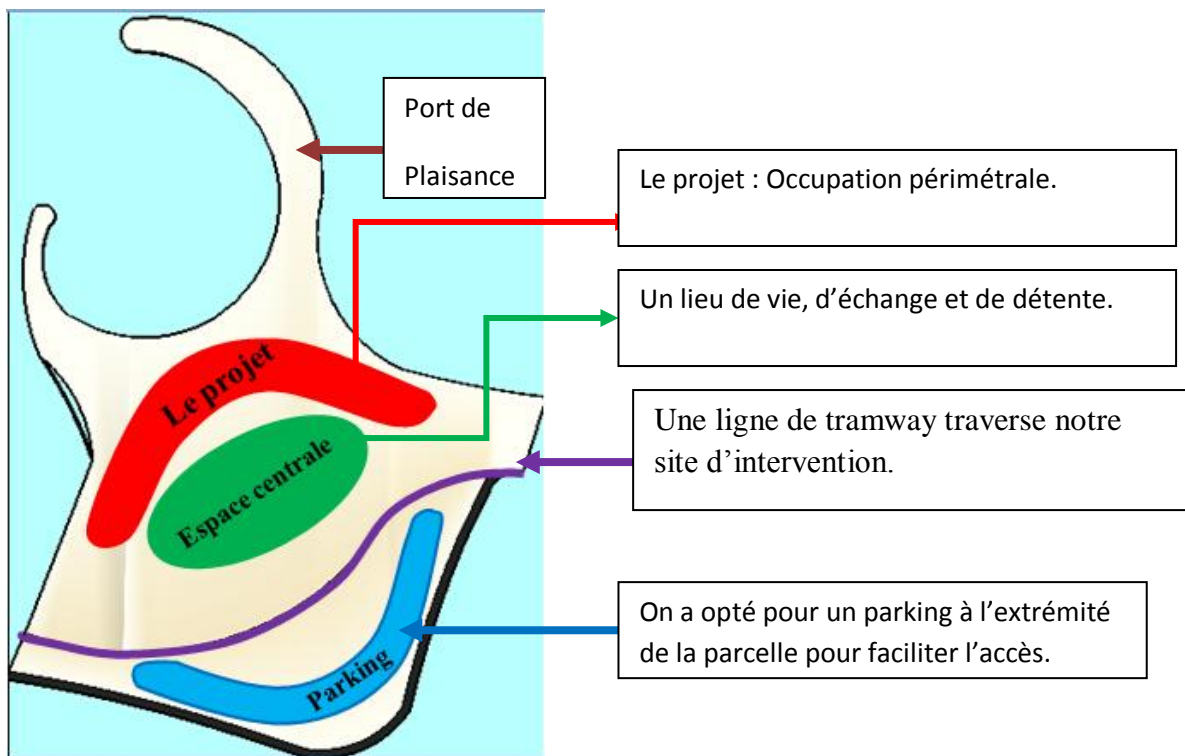 Port de
Plaisance
Le projet : Occupation périmétrale.
Un lieu de vie, d’échange et de détente.
Le projet
Espace centrale
Une ligne de tramway traverse notre
site d’intervention.
On a opté pour un parking à l’extrémité
de la parcelle pour faciliter l’accès.
Parking